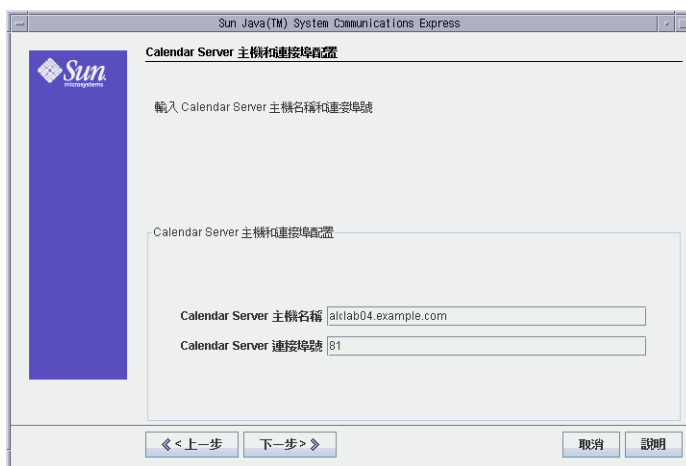 Sun Java(TM) System Communications Express
Sun
microsystems
Calendar Server 主機和連接埠配置
輸入 Calendar Server 主機名稱和連接埠號
Calendar Server 主機和連接埠配置
Calendar Server 主機名稱 alclab04.example.com
Calendar Server 連接埠號 81
< 上一步
下一步 >
取消
說明